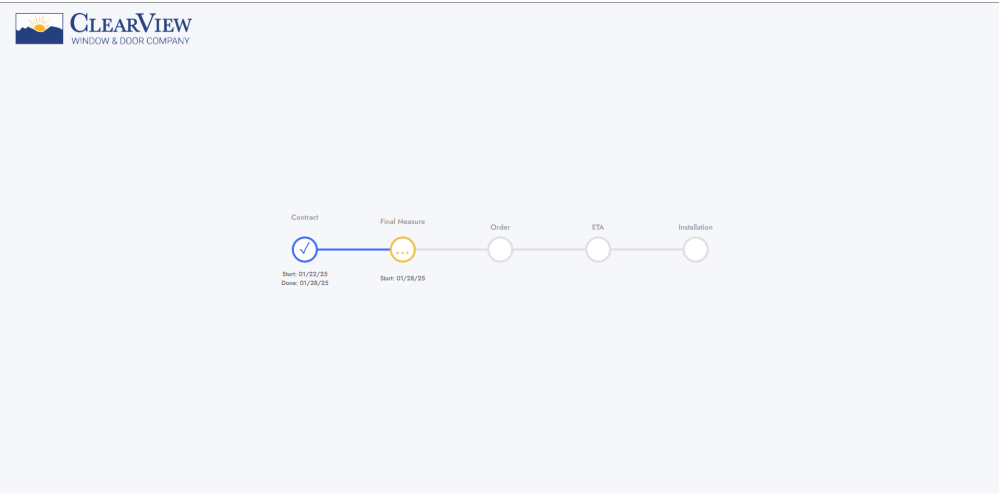 CLEARVIEW
WINDOW & DOOR COMPANY
Contract
Final Measure
Order
ETA
Installation
...
Start: 01/22/25
Done: 01/28/25
Start: 01/28/25